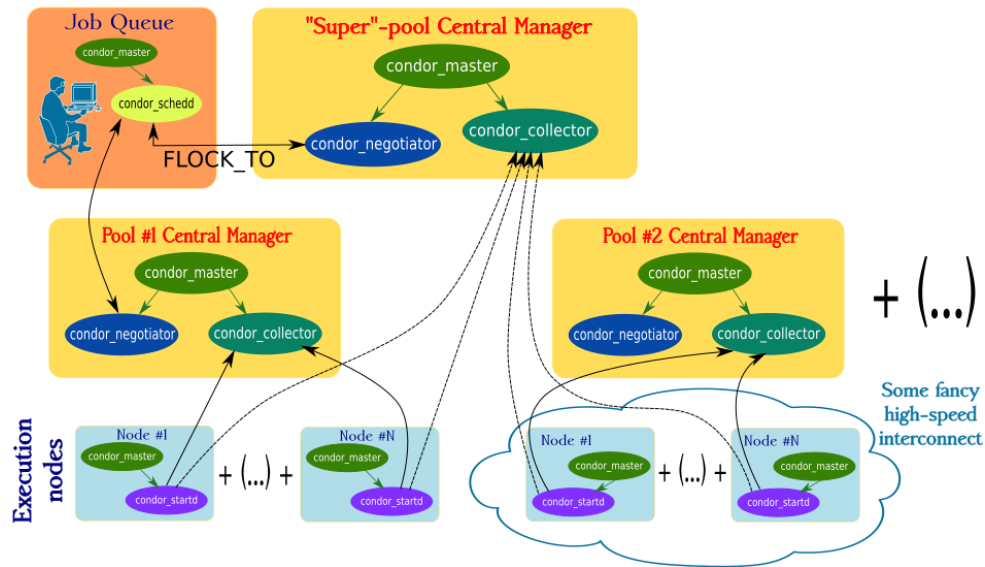 Job Queue
condor_master
condor_schedd
FLOCK_TO
"Super"-pool Central Manager
condor_master
condor_negotiator
condor_collector
Pool #1 Central Manager
condor_master
condor_negotiator
condor_collector
Pool #2 Central Manager
condor_master
condor_negotiator
condor_collector
+ (...)
Some fancy
high-speed
interconnect
Execution
nodes
Node #1
condor_master
condor_startd
+ (...) +
Node #N
condor_master
condor_startd
Node #1
condor_master
condor_startd
+ (...) +
Node #N
condor_master
condor_startd